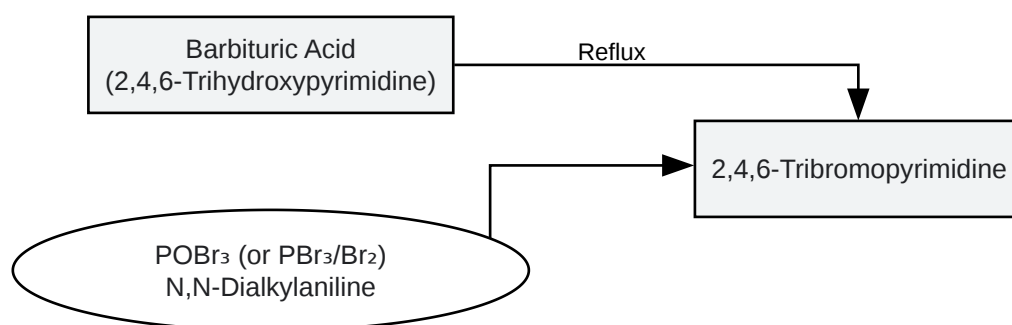 Barbituric Acid
(2,4,6-Trihydroxypyrimidine)
Reflux
2,4,6-Tribromopyrimidine
POBr₃ (or PBr₃/Br₂)
N,N-Dialkylaniline